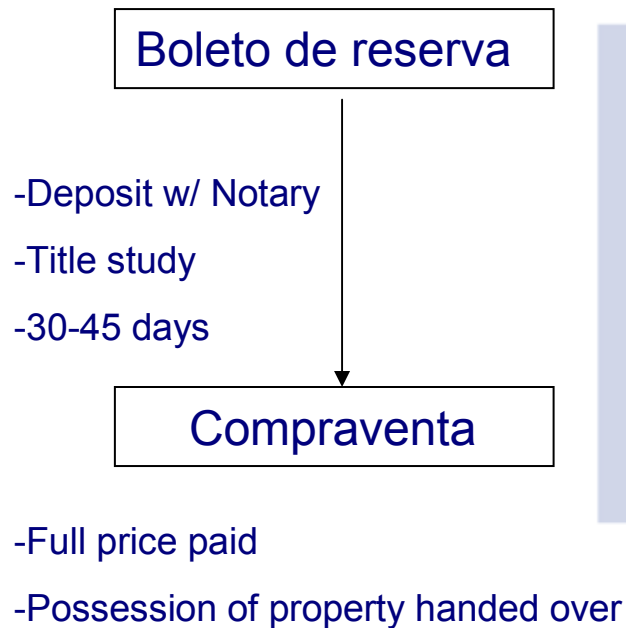 Boleto de reserva
-Deposit w/ Notary
-Title study
-30-45 days
Compraventa
-Full price paid
-Possession of property handed over